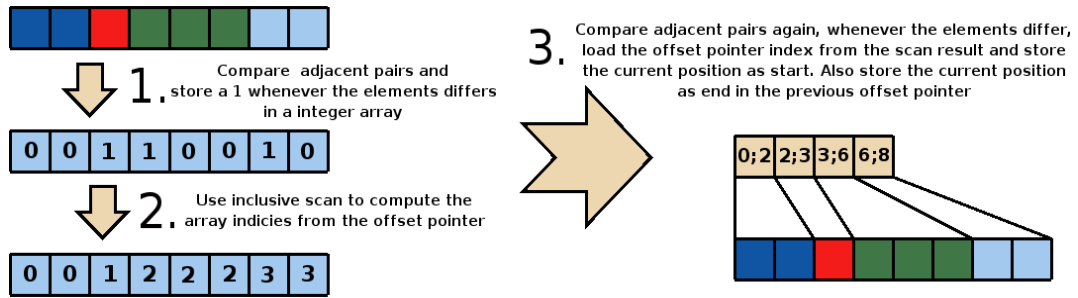 1.
Compare adjacent pairs and
store a 1 whenever the elements differs
in a integer array
0 0 1 1 0 0 1 0
2.
Use inclusive scan to compute the
array indicies from the offset pointer
0 0 1 2 2 2 3 3
3.
Compare adjacent pairs again, whenever the elements differ,
load the offset pointer index from the scan result and store
the current position as start. Also store the current position
as end in the previous offset pointer
0;2 2;3 3;6 6;8